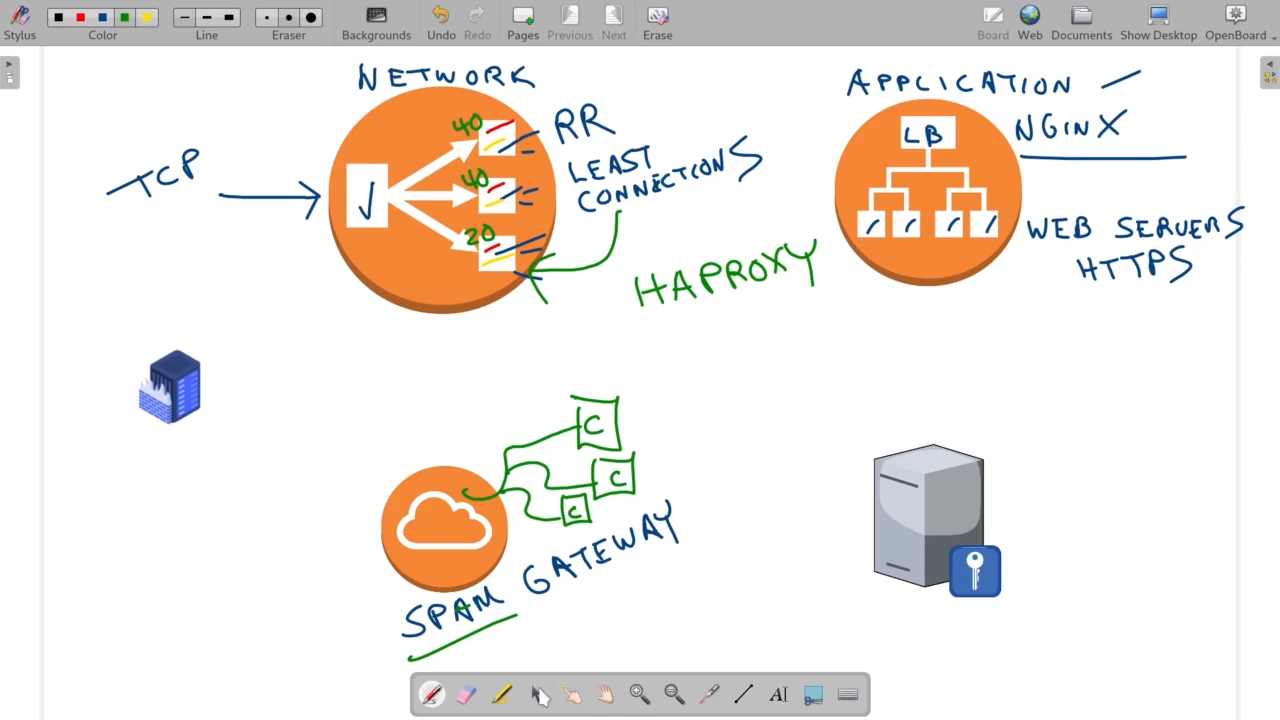 Stylus
Color
Line
Eraser
Backgrounds
Undo
Redo
Pages
Previous
Next
Erase
Board
Web
Documents
Show Desktop
OpenBoard
NETWORK
TCP
40
40
20
RR
LEAST
CONNECTIONS
HAPROXY
APPLICATION
NGINX
LB
WEB SERVERS
HTTPS
C
C
C
SPAM GATEWAY
AI